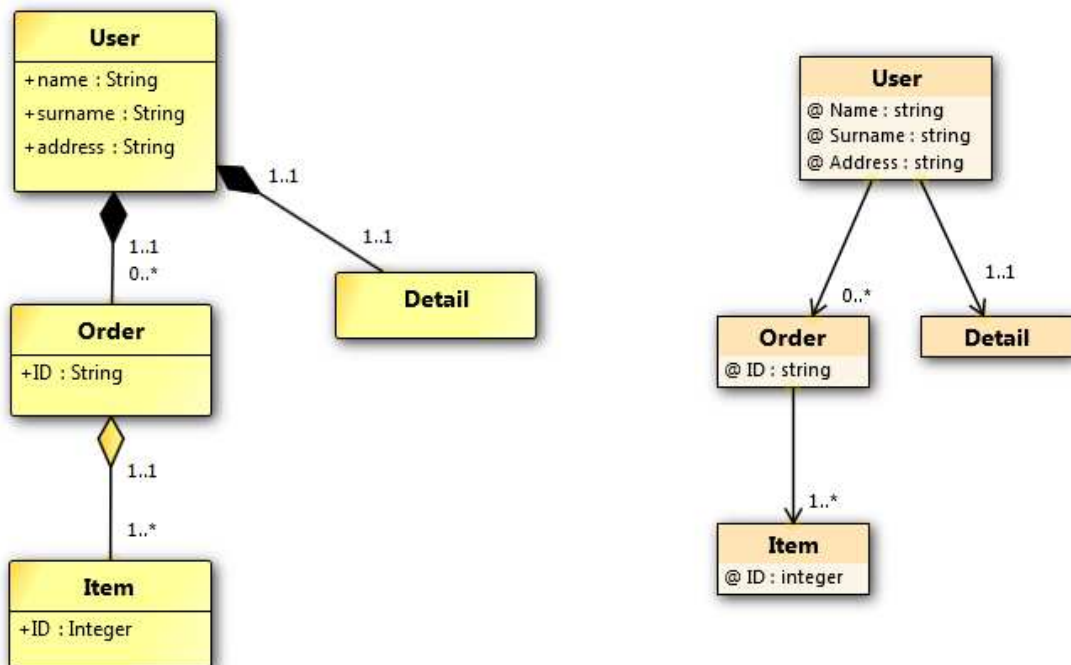 User
+name : String
+surname : String
+address : String
1..1
1..1
1..1
0..*
Detail
Order
+ID : String
1..1
1..*
Item
+ID : Integer
User
@ Name : string
@ Surname : string
@ Address : string
0..*
1..1
Order
@ ID : string
Detail
1..*
Item
@ ID : integer